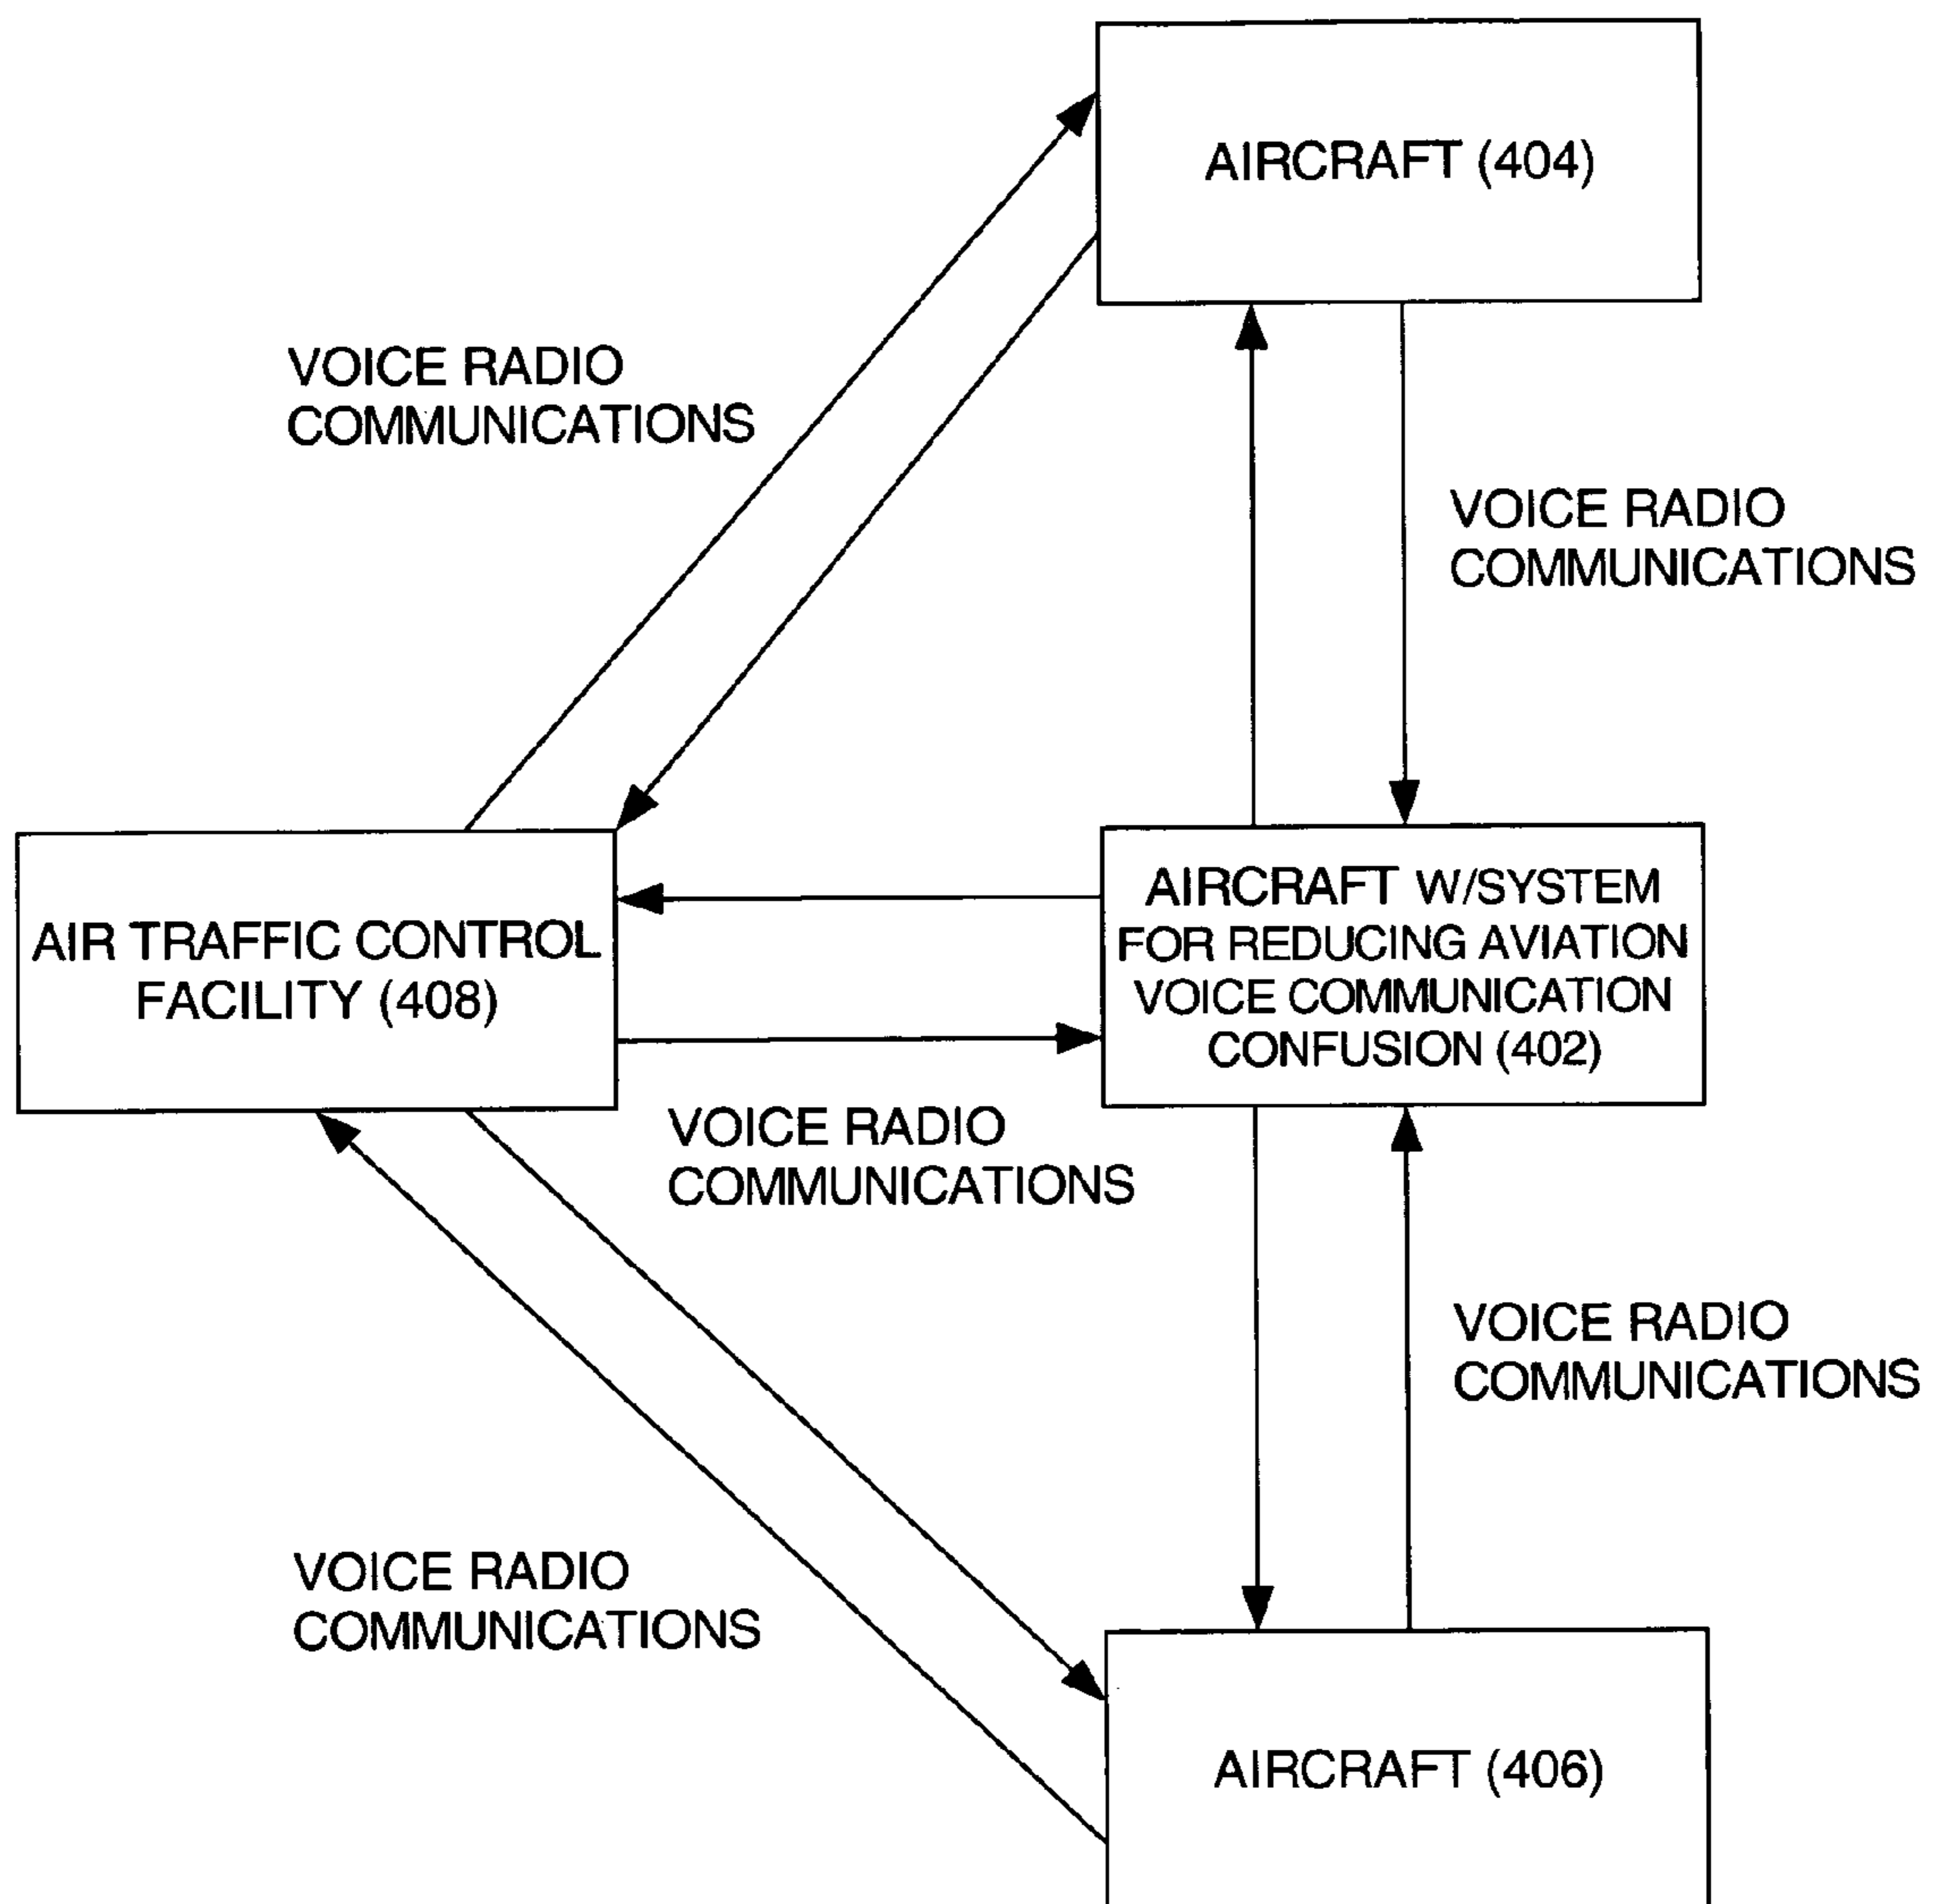 AIRCRAFT (404)
VOICE RADIO
COMMUNICATIONS
VOICE RADIO
COMMUNICATIONS
AIR TRAFFIC CONTROL
FACILITY (408)
AIRCRAFT W/SYSTEM
FOR REDUCING AVIATION
VOICE COMMUNICATION
CONFUSION (402)
VOICE RADIO
COMMUNICATIONS
VOICE RADIO
COMMUNICATIONS
VOICE RADIO
COMMUNICATIONS
AIRCRAFT (406)